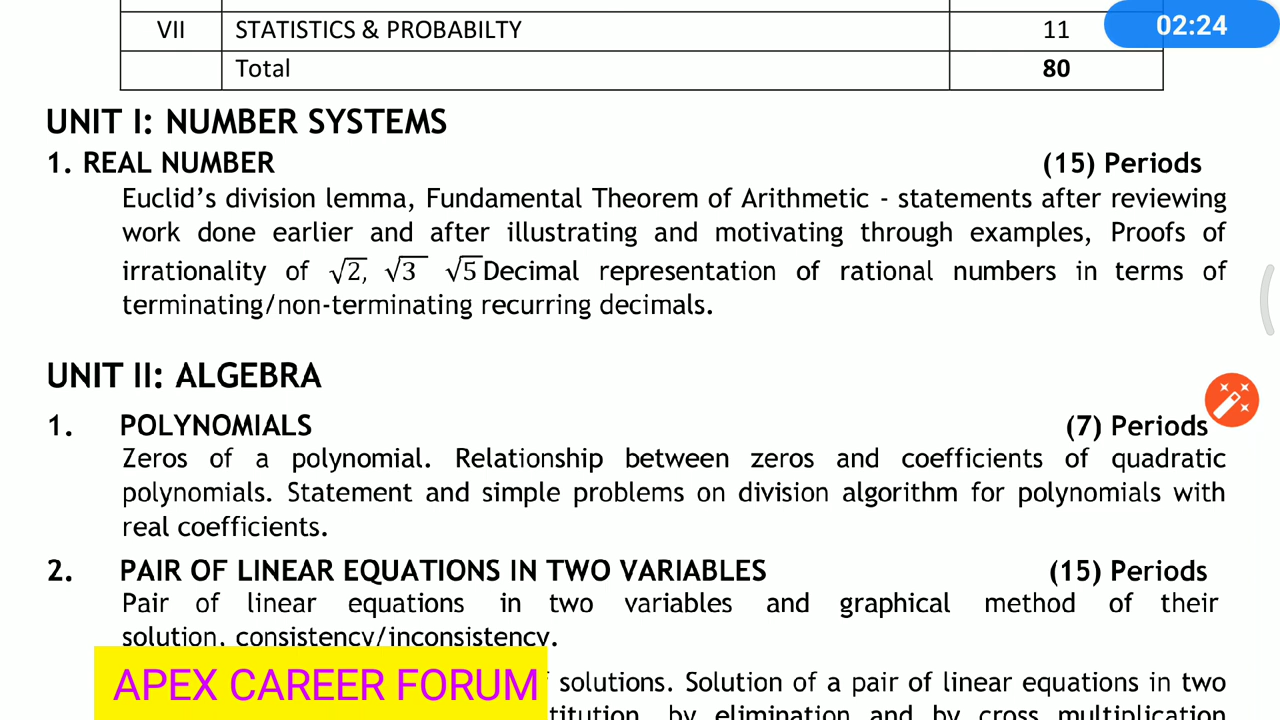 VII STATISTICS & PROBABILTY 11
02:24
Total 80
UNIT I: NUMBER SYSTEMS
1. REAL NUMBER (15) Periods
Euclid’s division lemma, Fundamental Theorem of Arithmetic - statements after reviewing
work done earlier and after illustrating and motivating through examples, Proofs of
irrationality of √2, √3 √5 Decimal representation of rational numbers in terms of
terminating/non-terminating recurring decimals.
UNIT II: ALGEBRA
1. POLYNOMIALS (7) Periods
Zeros of a polynomial. Relationship between zeros and coefficients of quadratic
polynomials. Statement and simple problems on division algorithm for polynomials with
real coefficients.
2. PAIR OF LINEAR EQUATIONS IN TWO VARIABLES (15) Periods
Pair of linear equations in two variables and graphical method of their
solution, consistency/inconsistency.
APEX CAREER FORUM
solutions. Solution of a pair of linear equations in two
by elimination and by cross multiplication